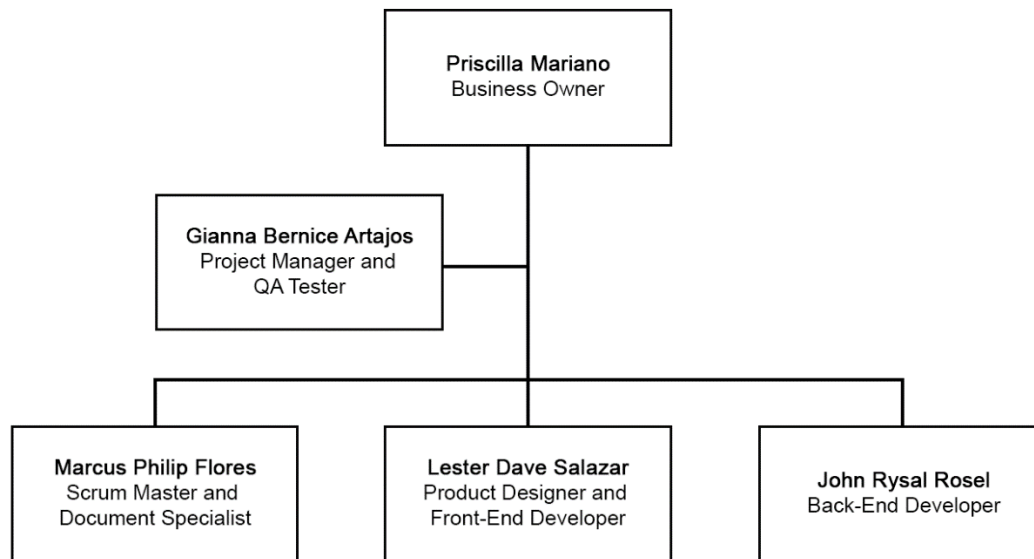 Priscilla Mariano
Business Owner
Gianna Bernice Artajos
Project Manager and
QA Tester
Marcus Philip Flores
Scrum Master and
Document Specialist
Lester Dave Salazar
Product Designer and
Front-End Developer
John Rysal Rosel
Back-End Developer